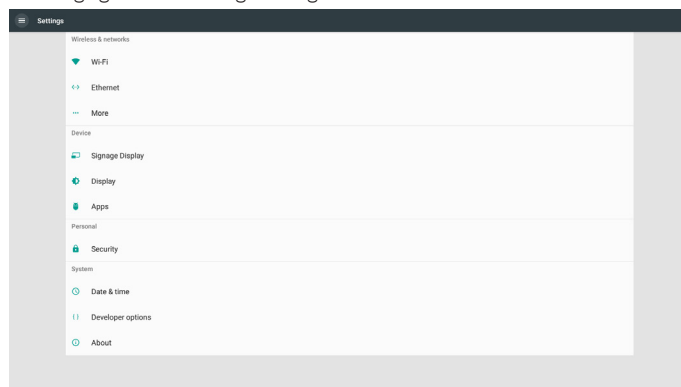 Settings
Wireless & networks
Wi-Fi
Ethernet
More
Device
Signage Display
Display
Apps
Personal
Security
System
Date & time
Developer options
About